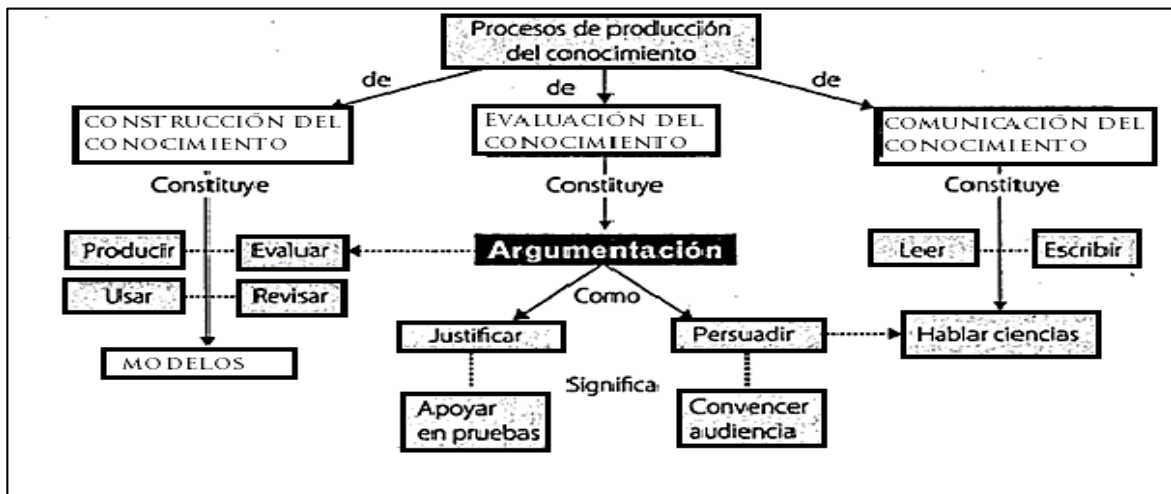 Procesos de producción
del conocimiento
de
de
de
CONSTRUCCIÓN DEL
CONOCIMIENTO
EVALUACIÓN DEL
CONOCIMIENTO
COMUNICACIÓN DEL
CONOCIMIENTO
Constituye
Constituye
Constituye
Producir
Evaluar
Argumentación
Leer
Escribir
Usar
Revisar
Como
Justificar
Persuadir
Hablar ciencias
MODELOS
Significa
Apoyar
en pruebas
Convencer
audiencia